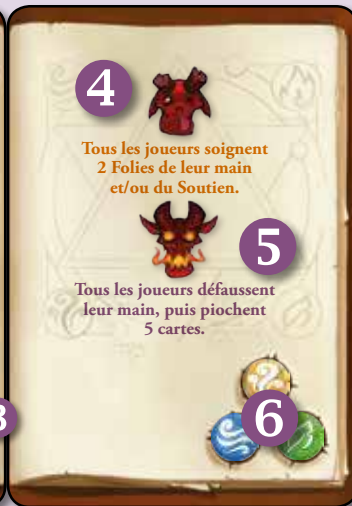 4
Tous les joueurs soignent
2 Folies de leur main
et/ou du Soutien.
5
Tous les joueurs défaussent
leur main, puis piochent
5 cartes.
6